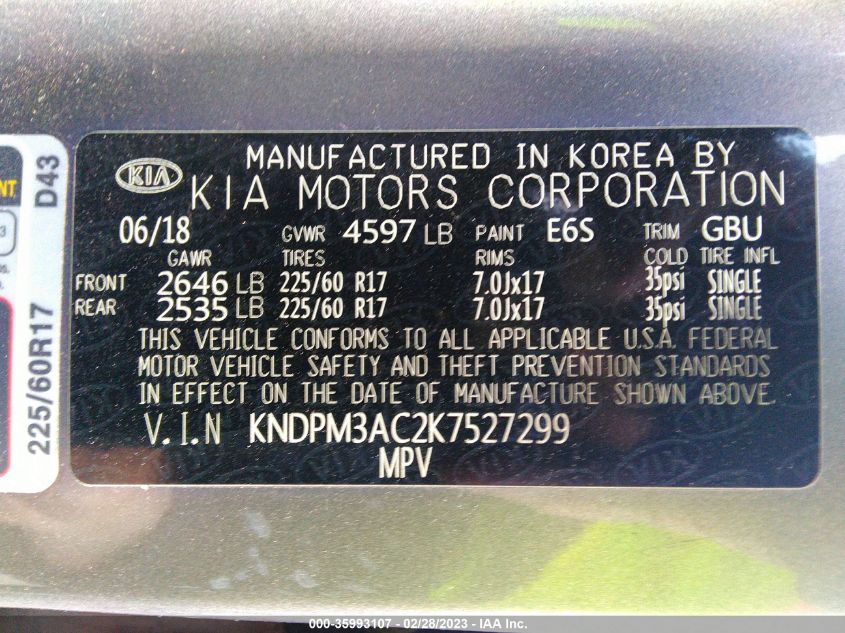 MANUFACTURED IN KOREA BY
KIA KIA MOTORS CORPORATION
06/18 GVWR 4597 LB PAINT E6S TRIM GBU
GAWR TIRES RIMS COLD TIRE INFL
FRONT 2646 LB 225/60 R17 7.0Jx17 35psi SINGLE
REAR 2535 LB 225/60 R17 7.0Jx17 35psi SINGLE
THIS VEHICLE CONFORMS TO ALL APPLICABLE U.S.A. FEDERAL
MOTOR VEHICLE SAFETY AND THEFT PREVENTION STANDARDS
IN EFFECT ON THE DATE OF MANUFACTURE SHOWN ABOVE.
V.I.N KNDPM3AC2K7527299
MPV
225/60R17 D43
000-35993107 - 02/28/2023 - IAA Inc.